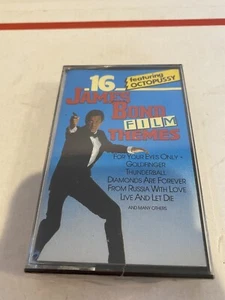 16
featuring
OCTOPUSSY
JAMES
BOND
FILM
THEMES
FOR YOUR EYES ONLY -
GOLDFINGER
THUNDERBALL
DIAMONDS ARE FOREVER
FROM RUSSIA WITH LOVE
LIVE AND LET DIE
AND MANY OTHERS